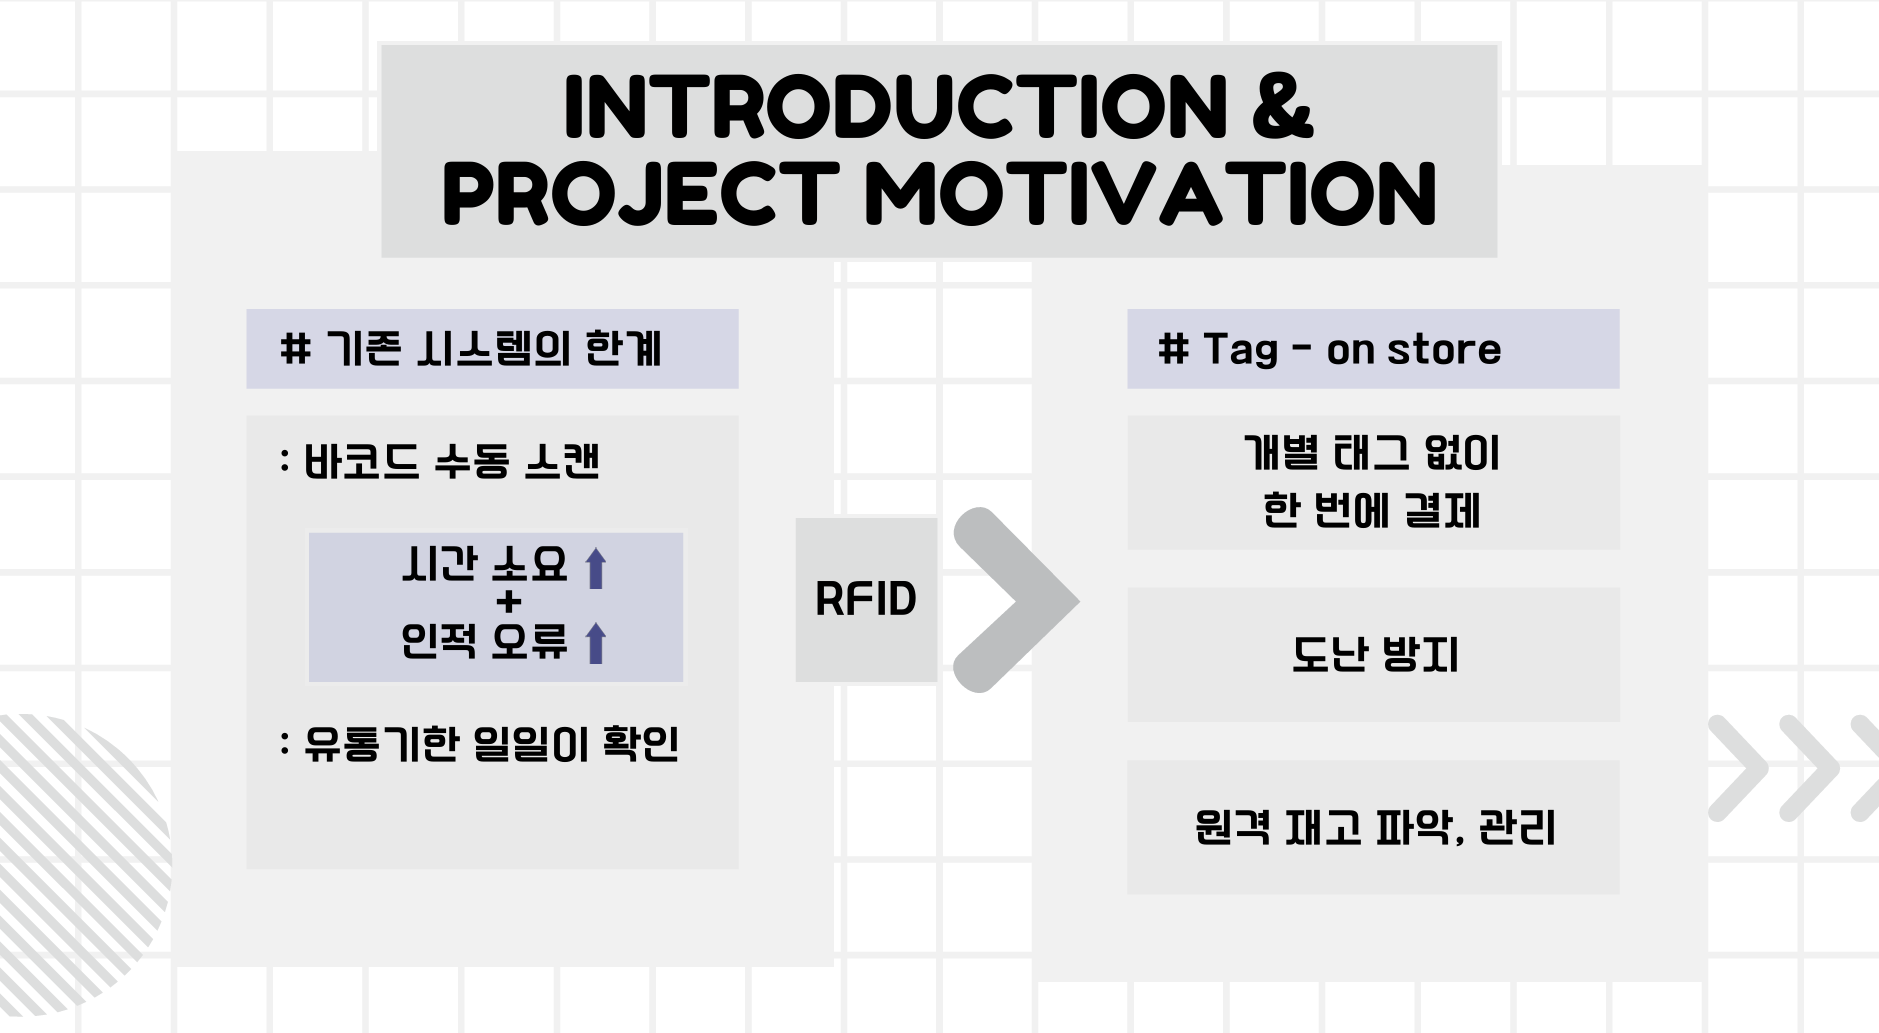 INTRODUCTION &
PROJECT MOTIVATION
# 기존 시스템의 한계
: 바코드 수동 스캔
시간 소요
+
인적 오류
: 유통기한 일일이 확인
RFID
# Tag - on store
개별 태그 없이
한 번에 결제
도난 방지
원격 재고 파악, 관리